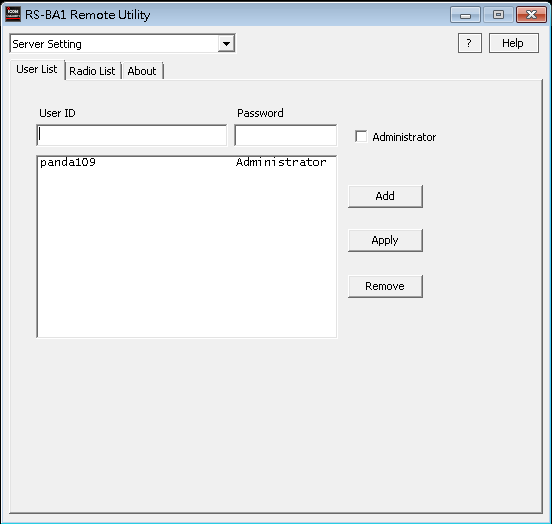 RS-BA1 Remote Utility
Server Setting
? Help
User List Radio List About
User ID Password
Administrator
panda109 Administrator
Add
Apply
Remove